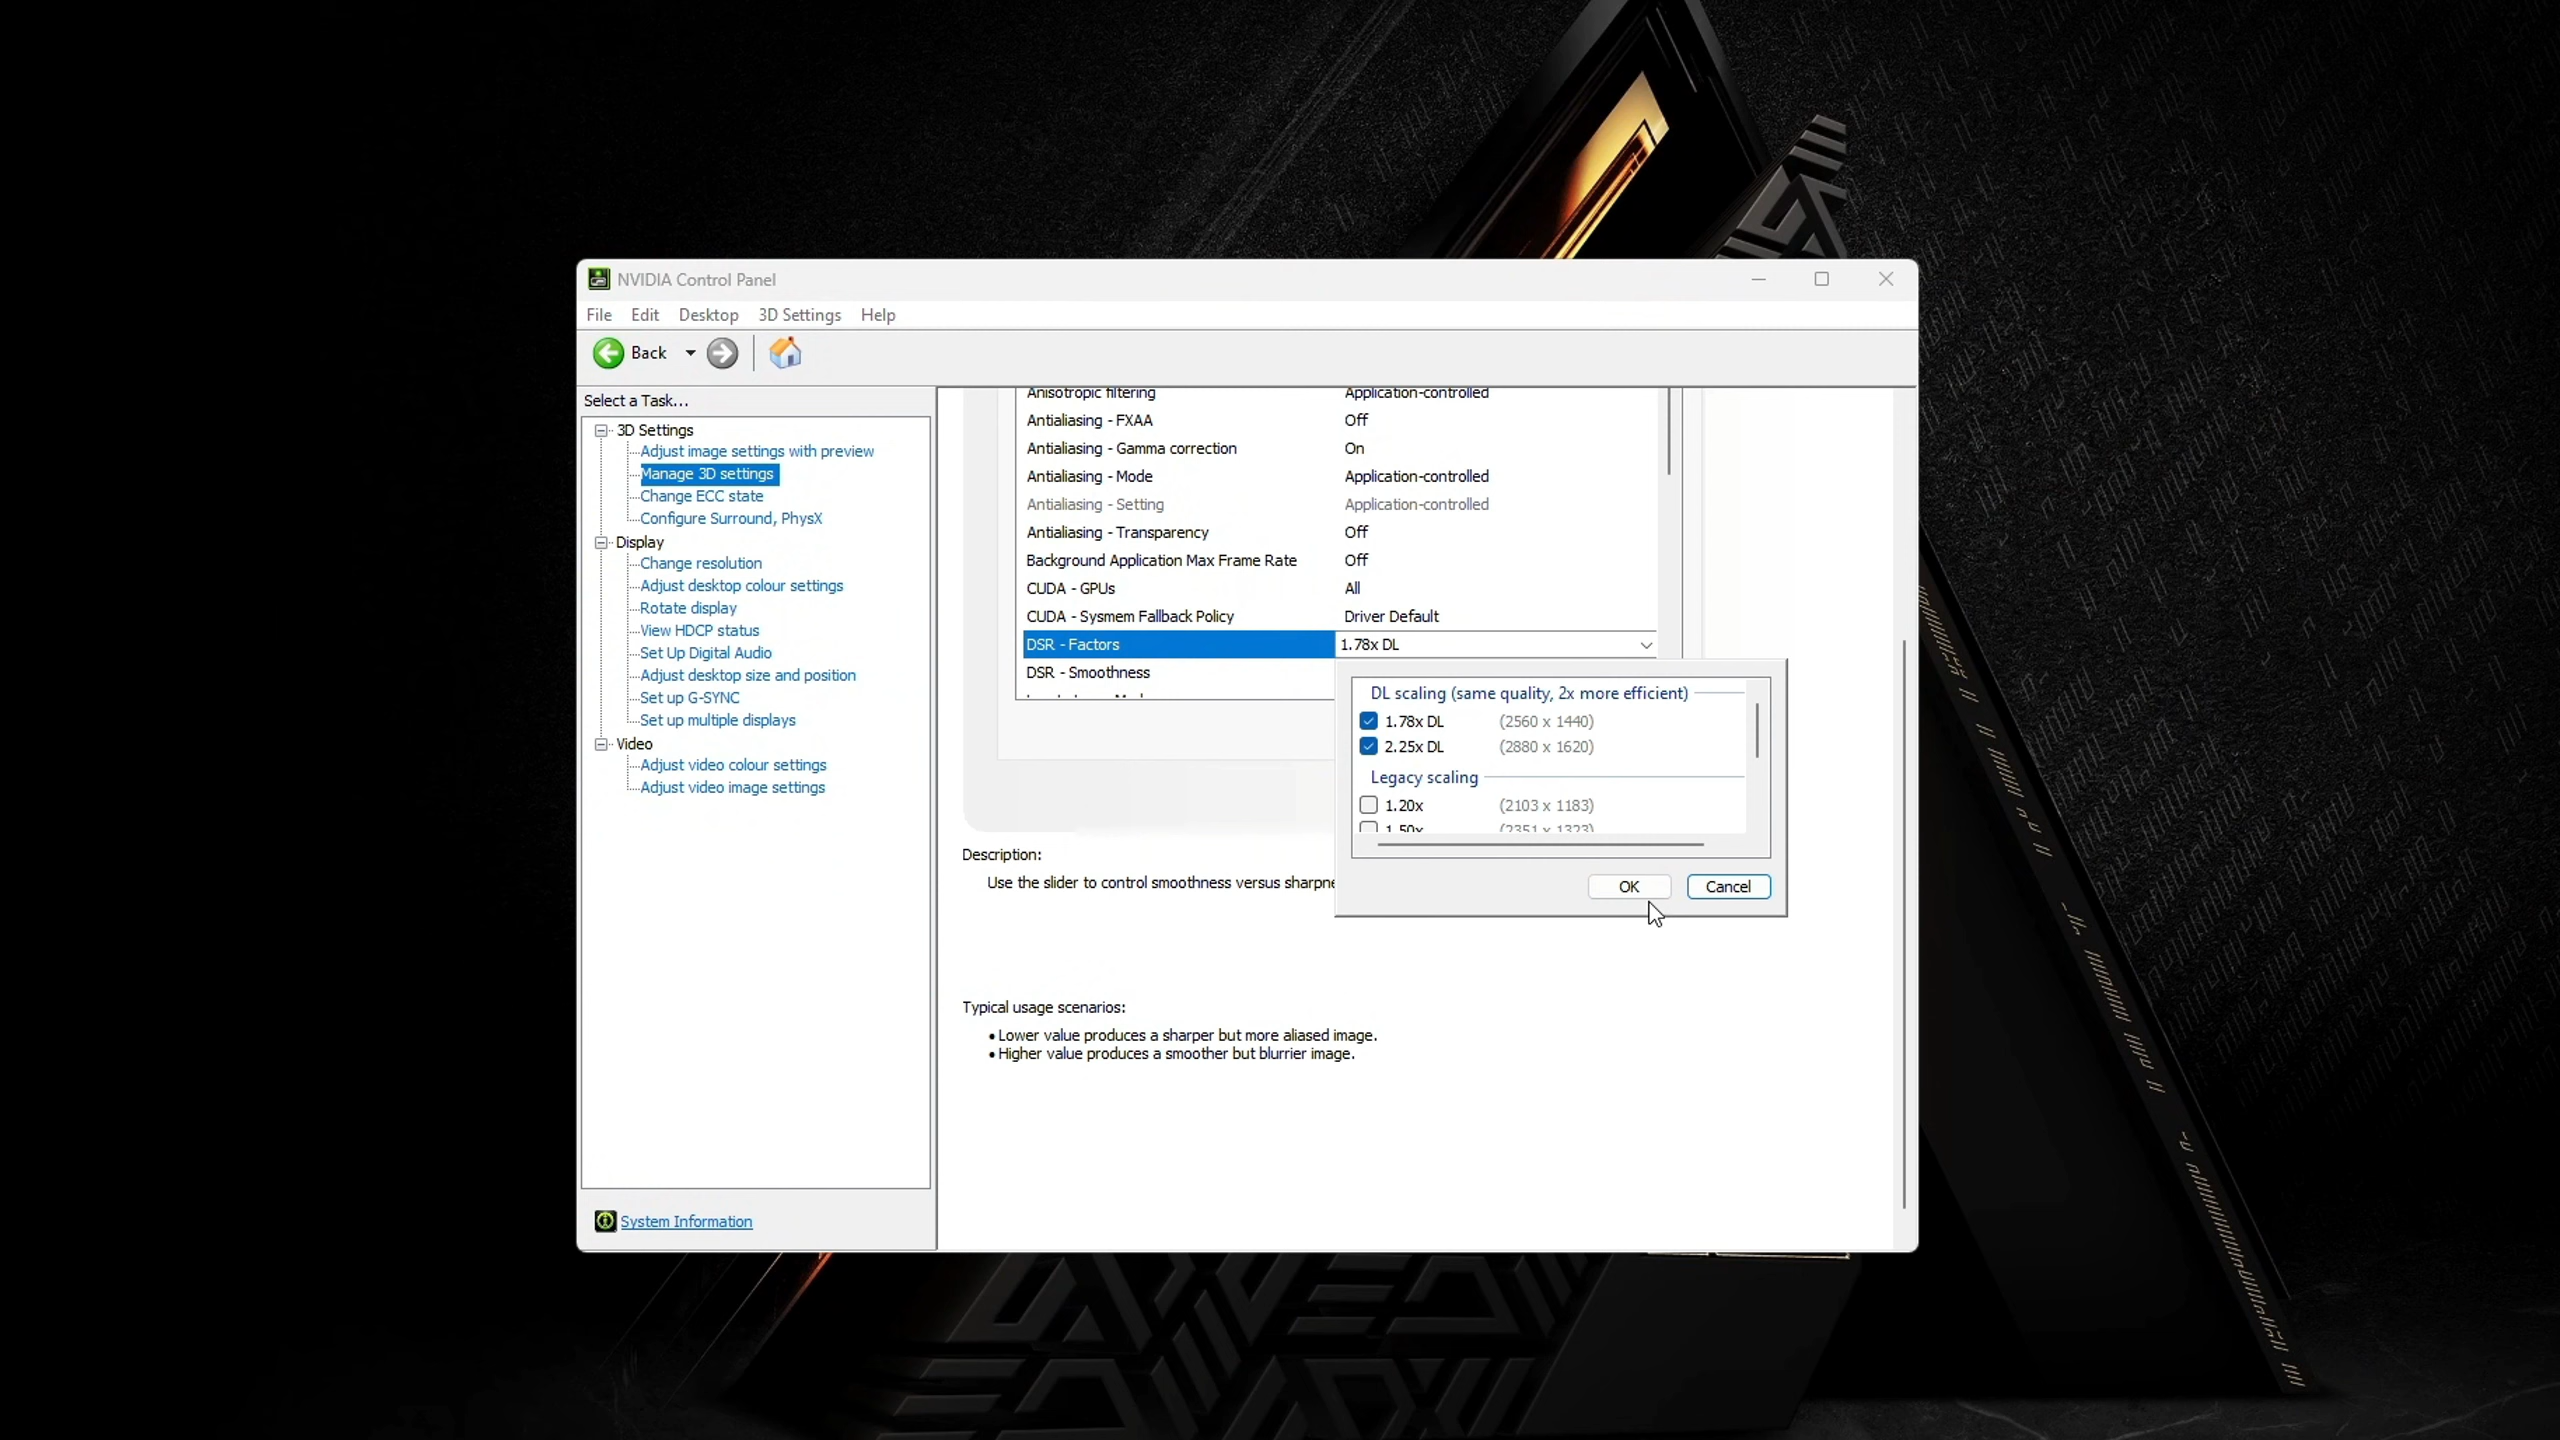 NVIDIA Control Panel
File Edit Desktop 3D Settings Help
Back
Select a Task...
3D Settings
Adjust image settings with preview
Manage 3D settings
Change ECC state
Configure Surround, PhysX
Display
Change resolution
Adjust desktop colour settings
Rotate display
View HDCP status
Set Up Digital Audio
Adjust desktop size and position
Set up G-SYNC
Set up multiple displays
Video
Adjust video colour settings
Adjust video image settings
System Information
Anisotropic filtering Application-controlled
Antialiasing - FXAA Off
Antialiasing - Gamma correction On
Antialiasing - Mode Application-controlled
Antialiasing - Setting Application-controlled
Antialiasing - Transparency Off
Background Application Max Frame Rate Off
CUDA - GPUs All
CUDA - Sysmem Fallback Policy Driver Default
DSR - Factors 1.78x DL
DSR - Smoothness
DL scaling (same quality, 2x more efficient)
1.78x DL (2560 x 1440)
2.25x DL (2880 x 1620)
Legacy scaling
1.20x (2103 x 1183)
1.50x (2351 x 1323)
OK Cancel
Description:
Use the slider to control smoothness versus sharpne
Typical usage scenarios:
• Lower value produces a sharper but more aliased image.
• Higher value produces a smoother but blurrier image.